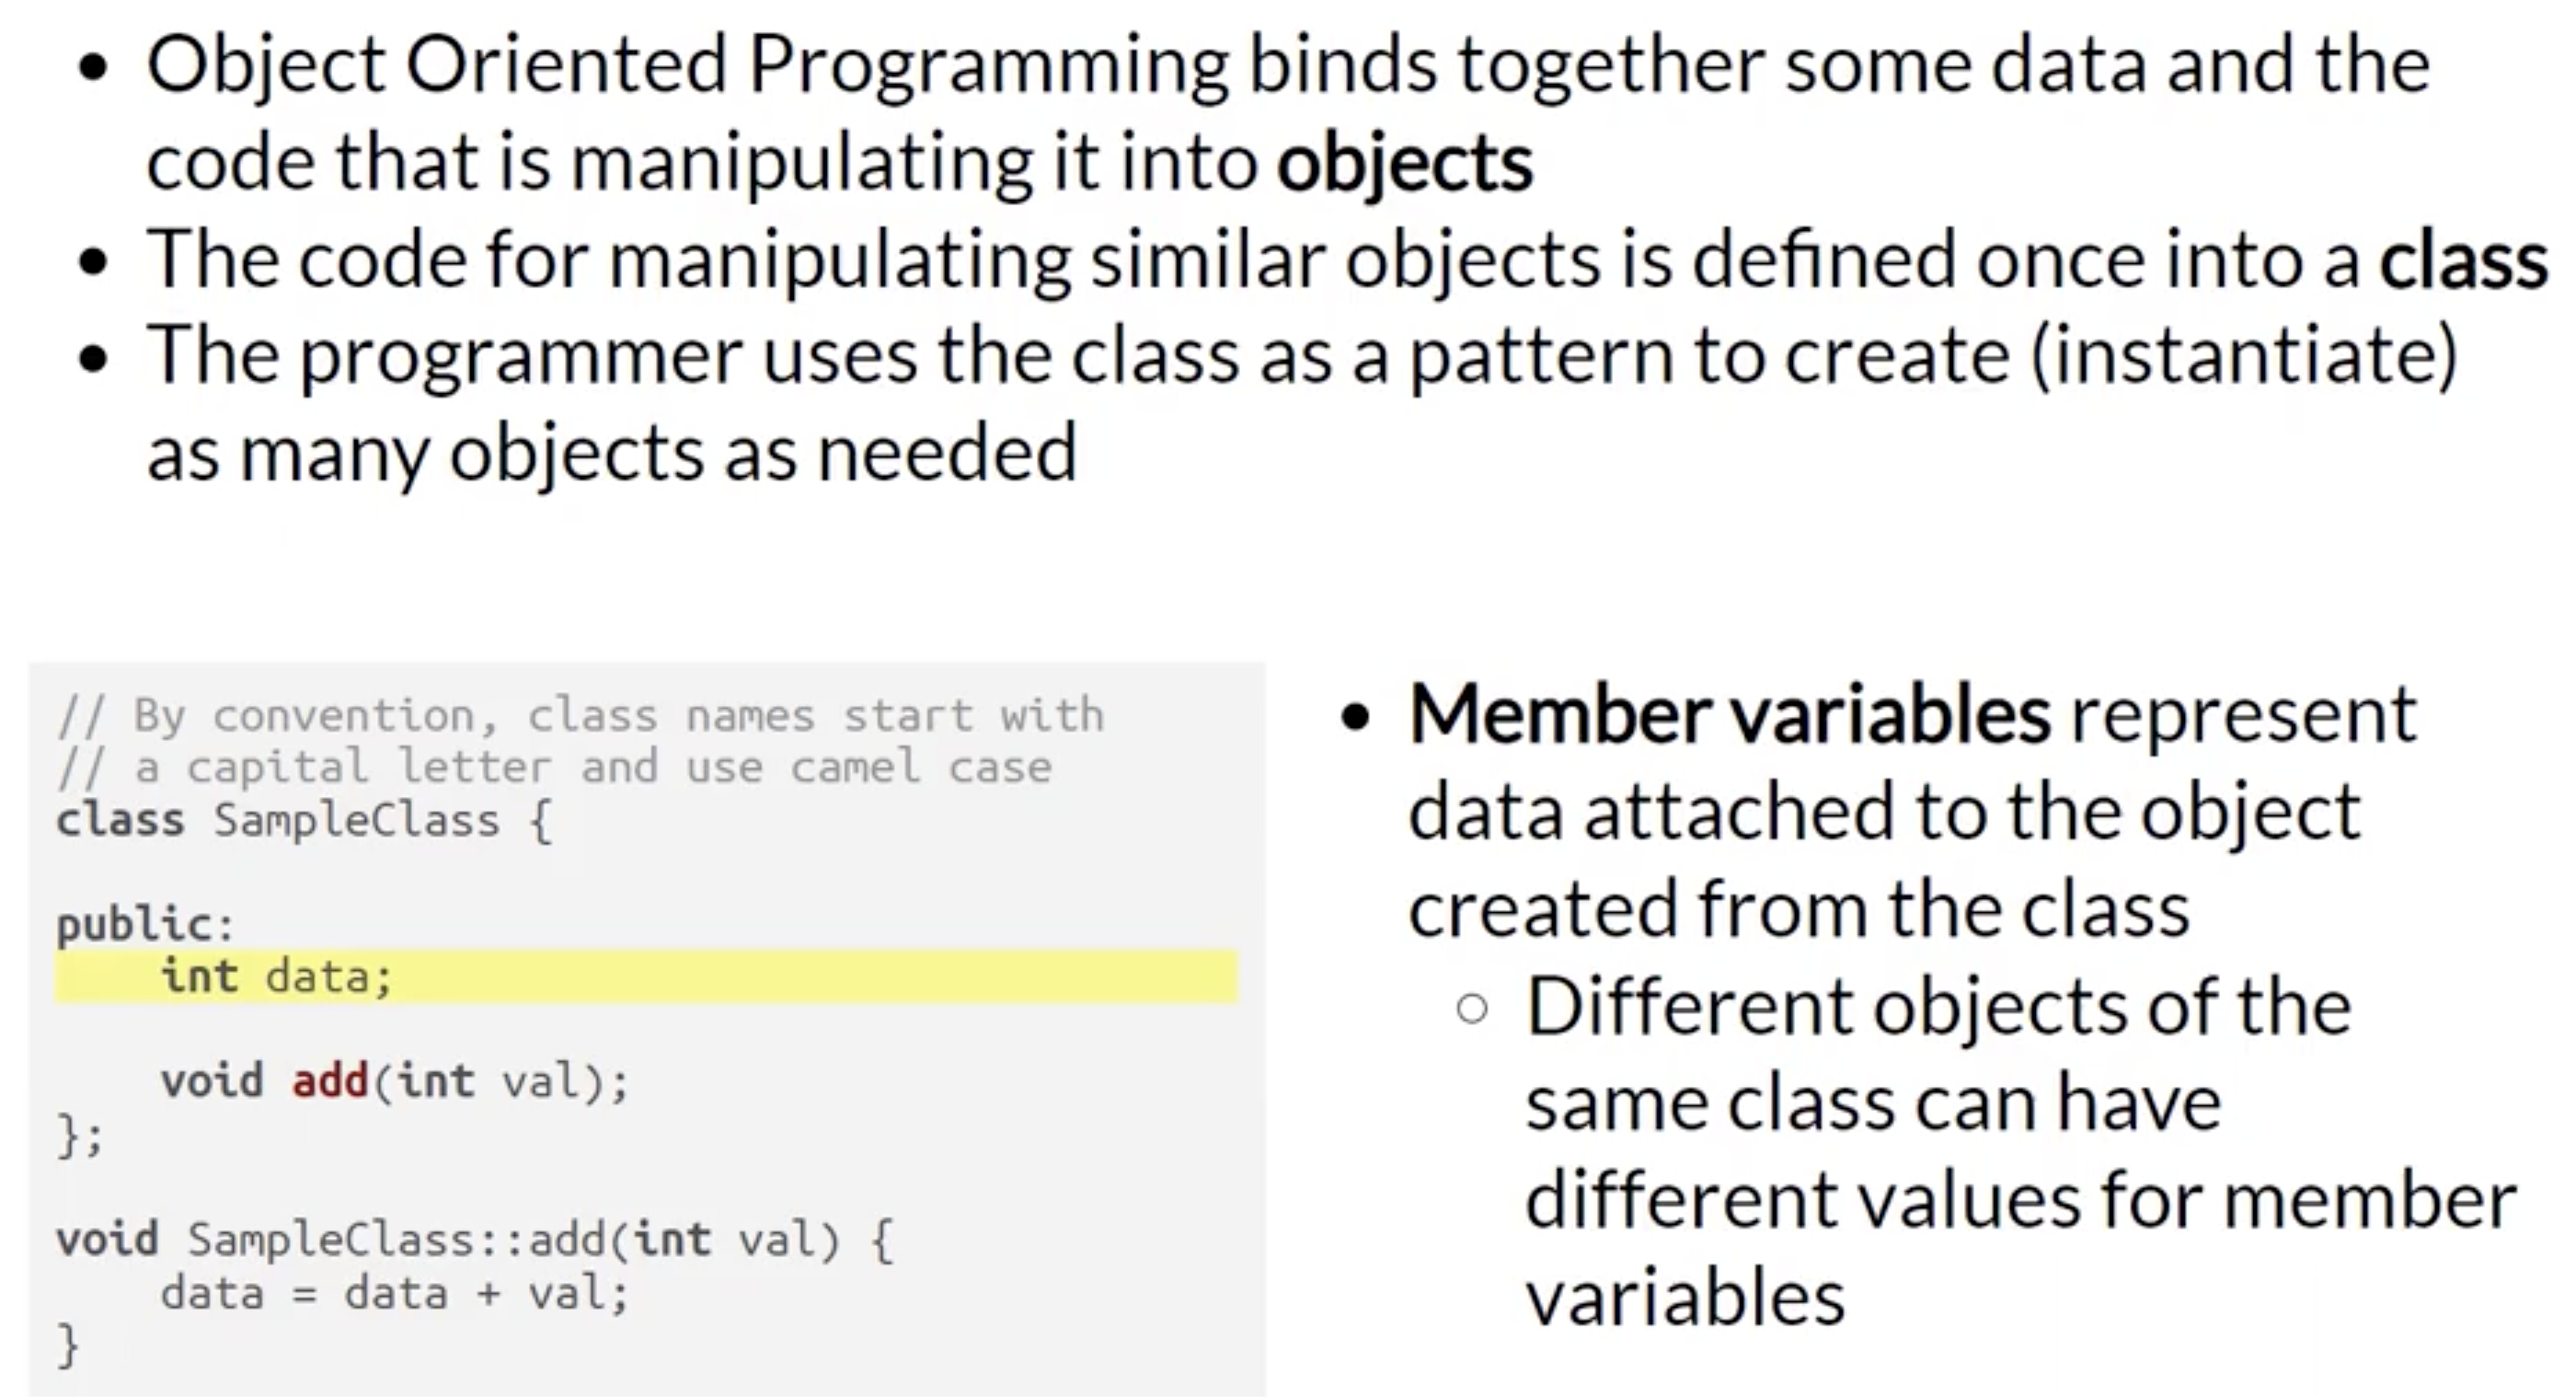 • Object Oriented Programming binds together some data and the
code that is manipulating it into objects
• The code for manipulating similar objects is defined once into a class
• The programmer uses the class as a pattern to create (instantiate)
as many objects as needed
// By convention, class names start with
// a capital letter and use camel case
class SampleClass {
public:
    int data;
    void add(int val);
};
void SampleClass::add(int val) {
    data = data + val;
}
• Member variables represent
data attached to the object
created from the class
○ Different objects of the
same class can have
different values for member
variables